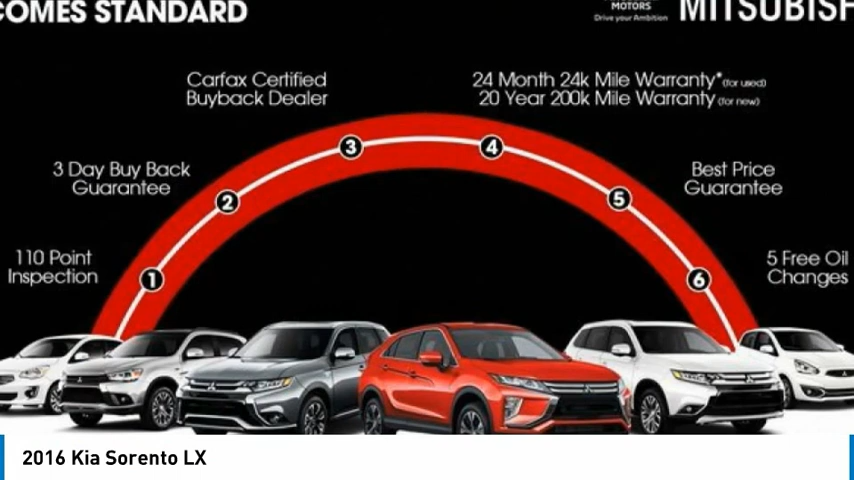 COMES STANDARD
MOTORS
Drive your Ambition
MITSUBISH
Carfax Certified
Buyback Dealer
24 Month 24k Mile Warranty* (for used)
20 Year 200k Mile Warranty (for new)
3 Day Buy Back
Guarantee
Best Price
Guarantee
110 Point
Inspection
5 Free Oil
Changes
1
2
3
4
5
6
2016 Kia Sorento LX